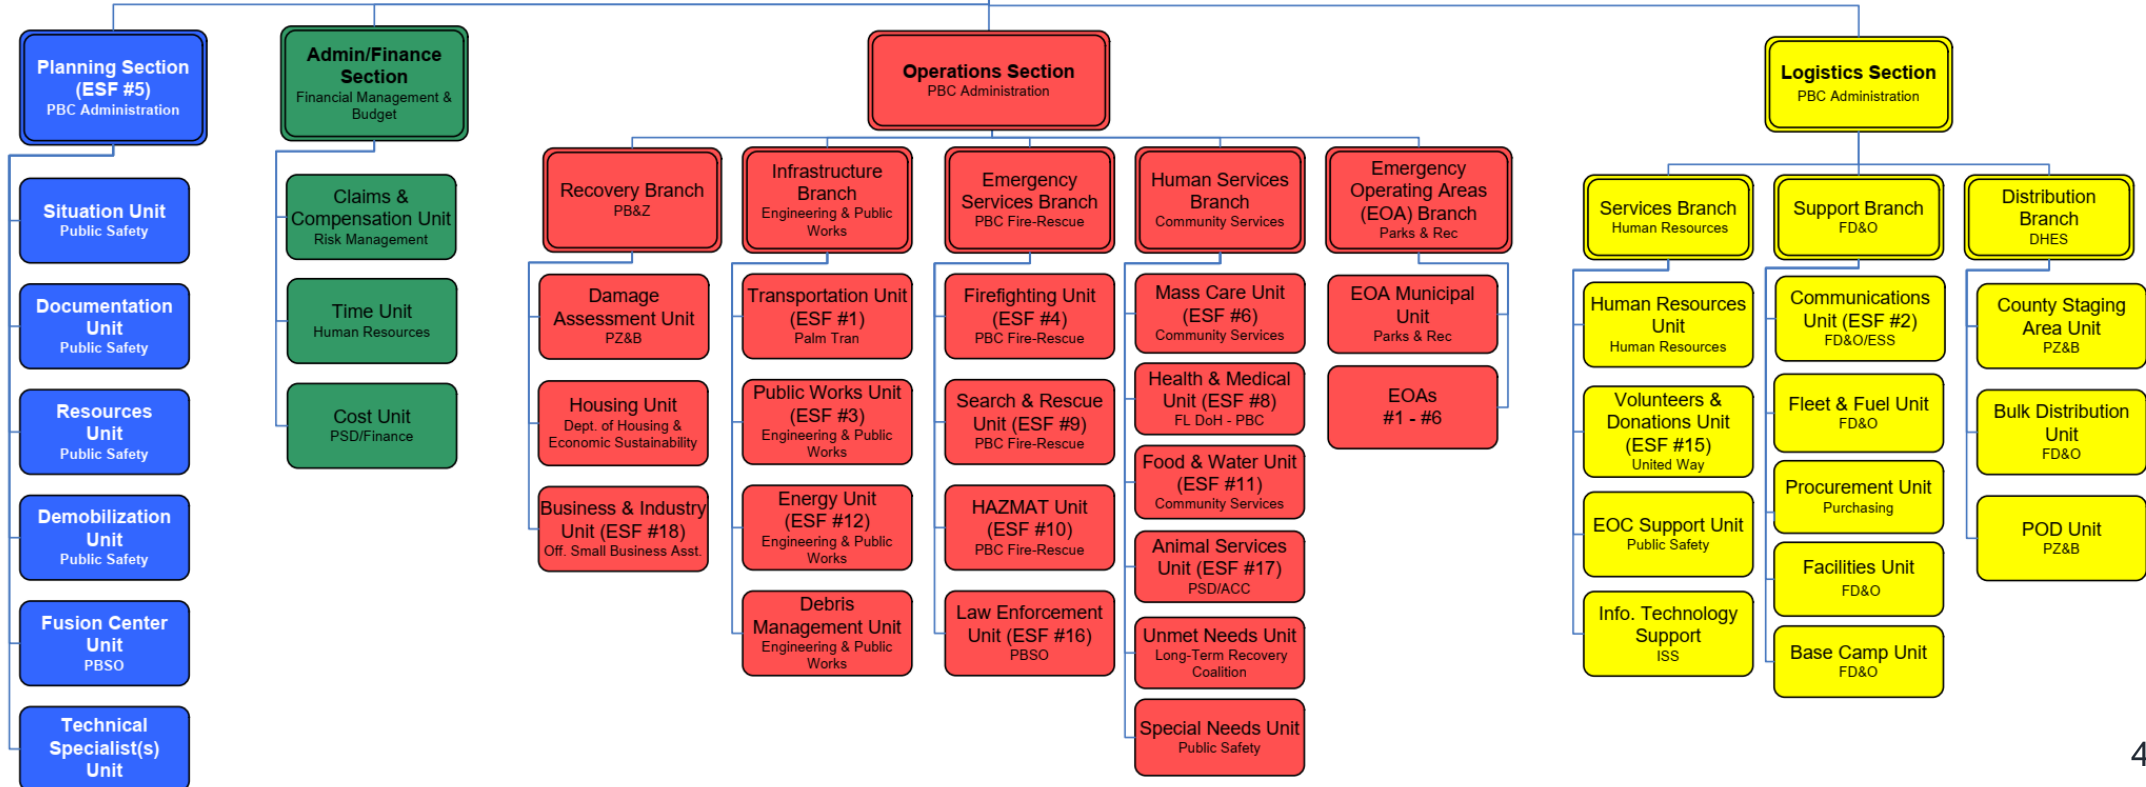 Planning Section
(ESF #5)
PBC Administration
Situation Unit
Public Safety
Documentation
Unit
Public Safety
Resources
Unit
Public Safety
Demobilization
Unit
Public Safety
Fusion Center
Unit
PBSO
Technical
Specialist(s)
Unit
Admin/Finance
Section
Financial Management &
Budget
Claims &
Compensation Unit
Risk Management
Time Unit
Human Resources
Cost Unit
PSD/Finance
Operations Section
PBC Administration
Recovery Branch
PB&Z
Damage
Assessment Unit
PZ&B
Housing Unit
Dept. of Housing &
Economic Sustainability
Business & Industry
Unit (ESF #18)
Off. Small Business Asst.
Infrastructure
Branch
Engineering & Public
Works
Transportation Unit
(ESF #1)
Palm Tran
Public Works Unit
(ESF #3)
Engineering & Public
Works
Energy Unit
(ESF #12)
Engineering & Public
Works
Debris
Management Unit
Engineering & Public
Works
Emergency
Services Branch
PBC Fire-Rescue
Firefighting Unit
(ESF #4)
PBC Fire-Rescue
Search & Rescue
Unit (ESF #9)
PBC Fire-Rescue
HAZMAT Unit
(ESF #10)
PBC Fire-Rescue
Law Enforcement
Unit (ESF #16)
PBSO
Human Services
Branch
Community Services
Mass Care Unit
(ESF #6)
Community Services
Health & Medical
Unit (ESF #8)
FL DoH - PBC
Food & Water Unit
(ESF #11)
Community Services
Animal Services
Unit (ESF #17)
PSD/ACC
Unmet Needs Unit
Long-Term Recovery
Coalition
Special Needs Unit
Public Safety
Emergency
Operating Areas
(EOA) Branch
Parks & Rec
EOA Municipal
Unit
Parks & Rec
EOAs
#1 - #6
Logistics Section
PBC Administration
Services Branch
Human Resources
Human Resources
Unit
Human Resources
Volunteers &
Donations Unit
(ESF #15)
United Way
EOC Support Unit
Public Safety
Info. Technology
Support
ISS
Support Branch
FD&O
Communications
Unit (ESF #2)
FD&O/ESS
Fleet & Fuel Unit
FD&O
Procurement Unit
Purchasing
Facilities Unit
FD&O
Base Camp Unit
FD&O
Distribution
Branch
DHES
County Staging
Area Unit
PZ&B
Bulk Distribution
Unit
FD&O
POD Unit
PZ&B
4